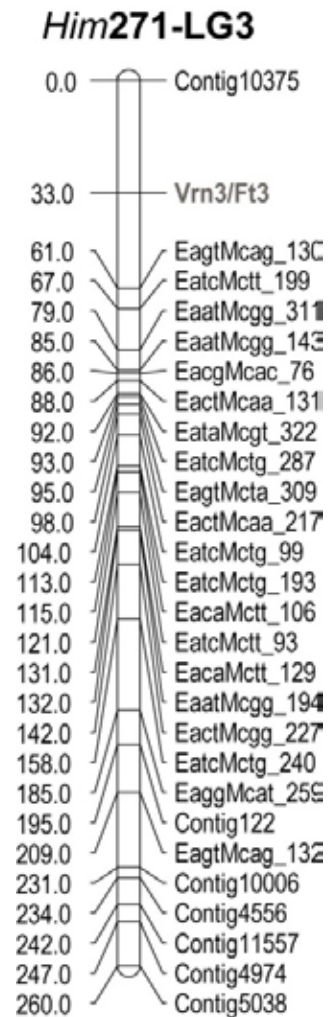 Him271-LG3
0.0 Contig10375
33.0 Vrn3/Ft3
61.0 EagtMcag_130
67.0 EatcMctt_199
79.0 EaatMcgg_311
85.0 EaatMcgg_143
86.0 EacgMcac_76
88.0 EactMcaa_131
92.0 EataMcgt_322
93.0 EatcMctg_287
95.0 EagtMcta_309
98.0 EactMcaa_217
104.0 EatcMctg_99
113.0 EatcMctg_193
115.0 EacaMctt_106
121.0 EatcMctt_93
131.0 EacaMctt_129
132.0 EaatMcgg_194
142.0 EactMcgg_227
158.0 EatcMctg_240
185.0 EaggMcat_259
195.0 Contig122
209.0 EagtMcag_132
231.0 Contig10006
234.0 Contig4556
242.0 Contig11557
247.0 Contig4974
260.0 Contig5038